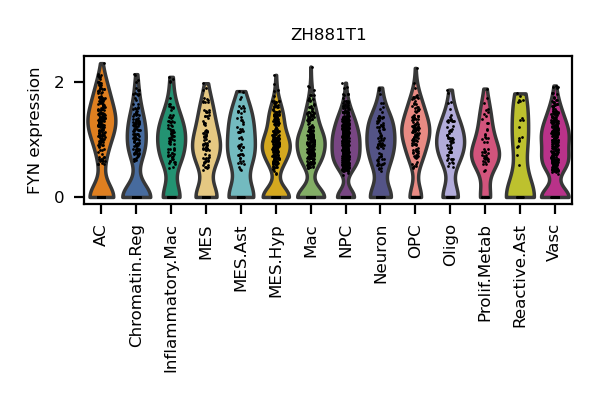 ZH881T1
FYN expression
2
0
AC
Chromatin.Reg
Inflammatory.Mac
MES
MES.Ast
MES.Hyp
Mac
NPC
Neuron
OPC
Oligo
Prolif.Metab
Reactive.Ast
Vasc